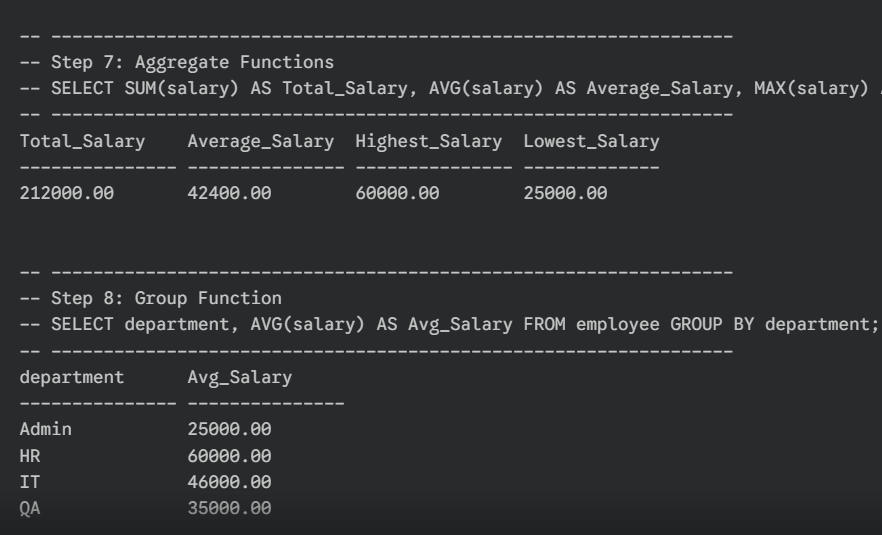 -- -----------------------------------------------------------------
-- Step 7: Aggregate Functions
-- SELECT SUM(salary) AS Total_Salary, AVG(salary) AS Average_Salary, MAX(salary)
-- -----------------------------------------------------------------
Total_Salary    Average_Salary  Highest_Salary  Lowest_Salary
--------------- --------------- --------------- -------------
212000.00       42400.00        60000.00        25000.00
-- -----------------------------------------------------------------
-- Step 8: Group Function
-- SELECT department, AVG(salary) AS Avg_Salary FROM employee GROUP BY department;
-- -----------------------------------------------------------------
department      Avg_Salary
--------------- ---------------
Admin           25000.00
HR              60000.00
IT              46000.00
QA              35000.00